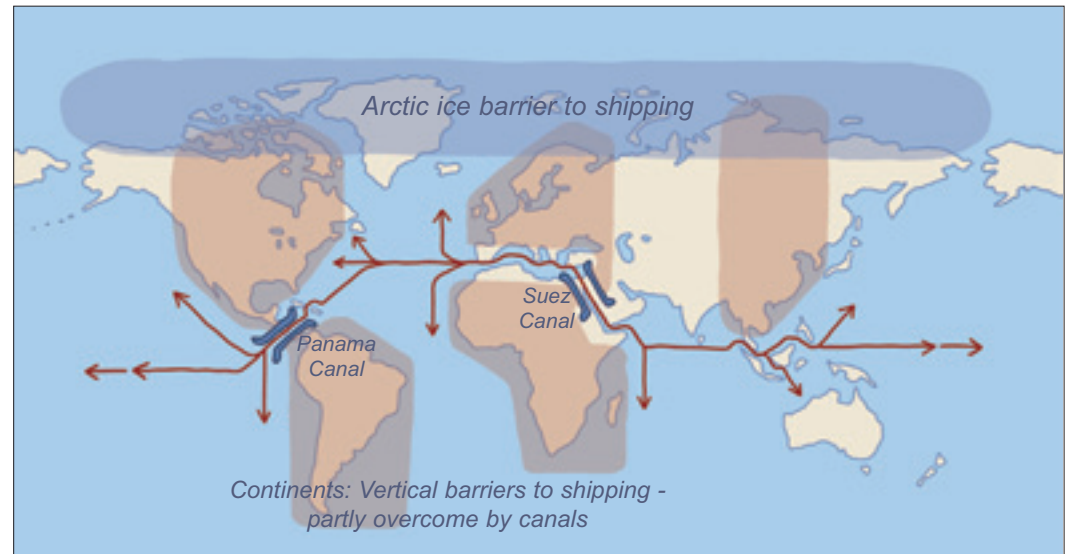 Arctic ice barrier to shipping
Suez
Canal
Panama
Canal
Continents: Vertical barriers to shipping -
partly overcome by canals